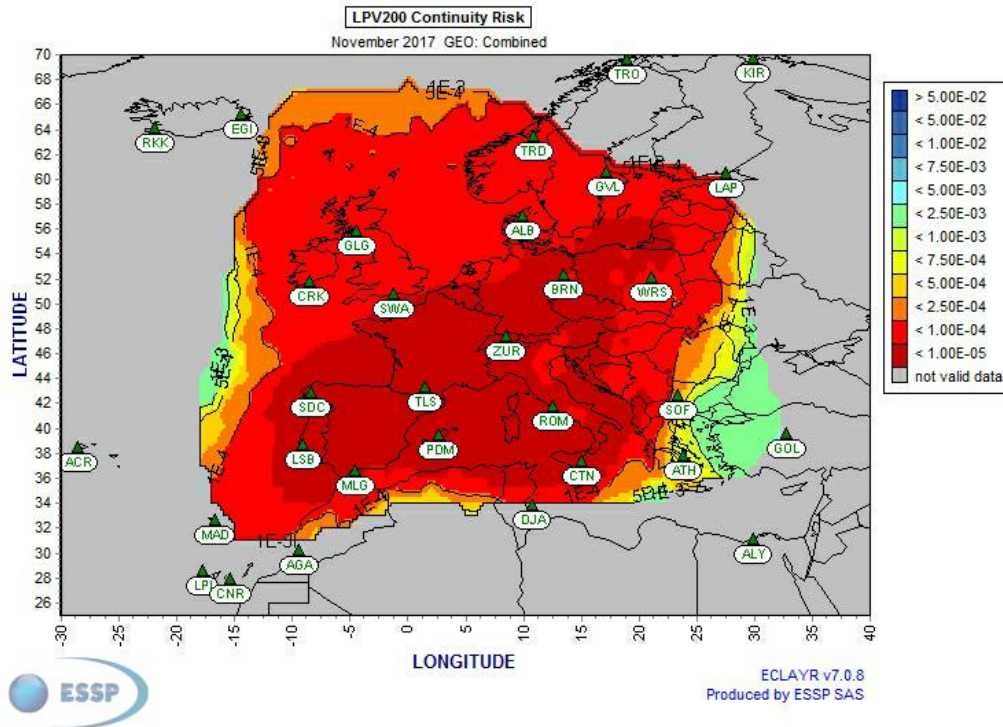 LPV200 Continuity Risk
November 2017 GEO: Combined
70
68
66
64
62
60
58
56
54
52
50
48
46
44
42
40
38
36
34
32
30
28
26
LATITUDE
TRO
KIR
EGI
RKK
TRD
GVL
LAP
ALB
GLG
CRK
SWA
BRN
WRS
ZUR
TLS
SDC
ROM
SOF
LSB
PDM
ACR
GOL
ATH
CTN
MLG
MAD
DJA
AGA
ALY
LPI
CNR
1E-3
5E-4
1E-4
-30
-25
-20
-15
-10
-5
0
5
10
15
20
25
30
35
40
LONGITUDE
> 5.00E-02
< 5.00E-02
< 1.00E-02
< 7.50E-03
< 5.00E-03
< 2.50E-03
< 1.00E-03
< 7.50E-04
< 5.00E-04
< 2.50E-04
< 1.00E-04
< 1.00E-05
not valid data
ESSP
ECLAYR v7.0.8
Produced by ESSP SAS